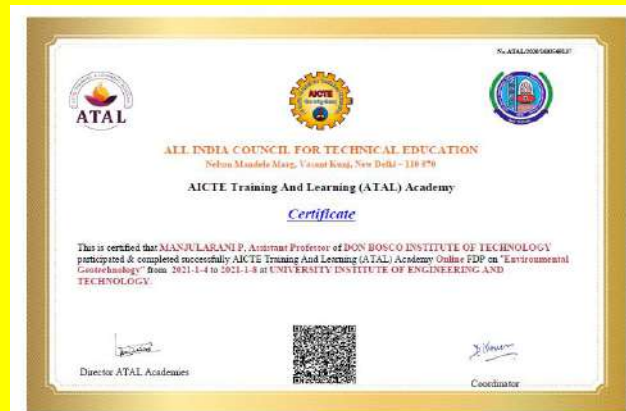 ATAL
AICTE
ALL INDIA COUNCIL FOR TECHNICAL EDUCATION
Nelson Mandela Marg, Vasant Kunj, New Delhi – 110 070
AICTE Training And Learning (ATAL) Academy
Certificate
This is certified that MANJULARANI P, Assistant Professor of DON BOSCO INSTITUTE OF TECHNOLOGY
participated & completed successfully AICTE Training And Learning (ATAL) Academy Online FDP on "Environmental
Geotechnology" from 2021-1-4 to 2021-1-8 at UNIVERSITY INSTITUTE OF ENGINEERING AND
TECHNOLOGY.
Director ATAL Academies
Coordinator